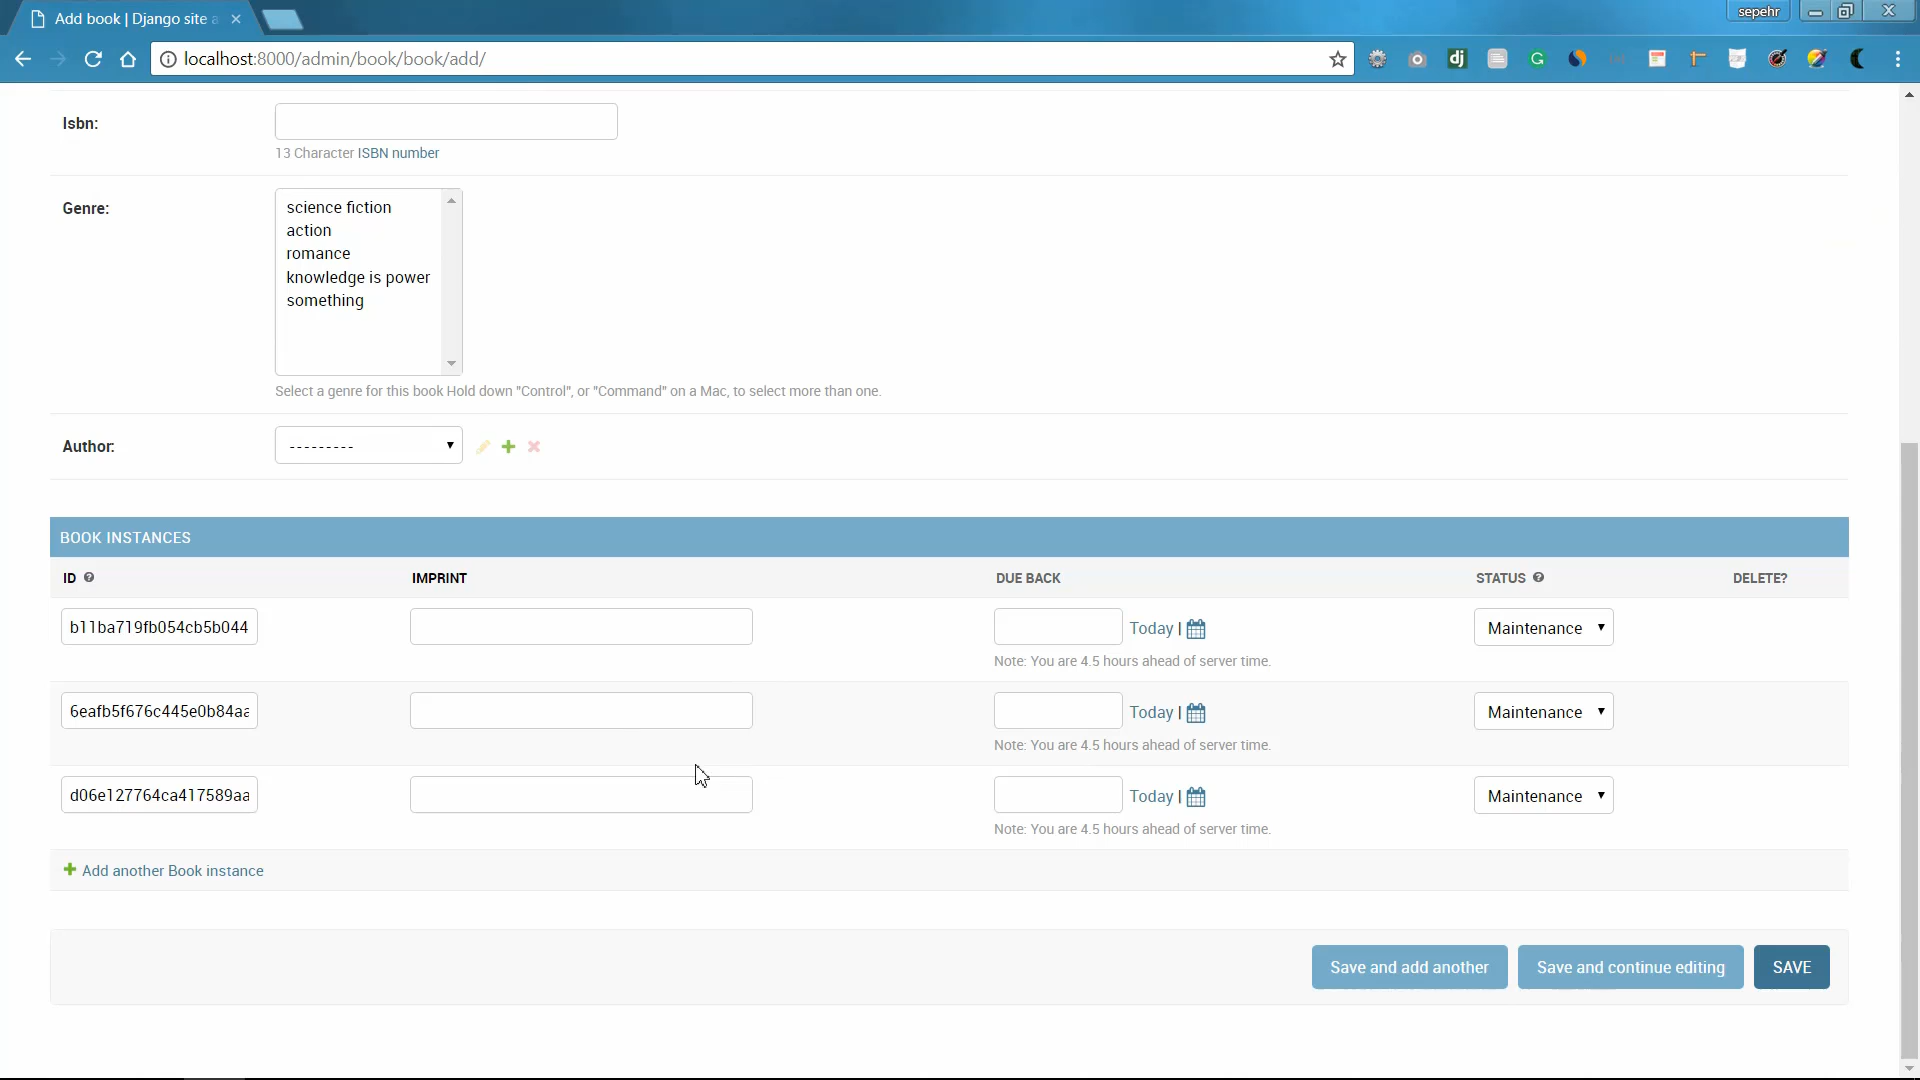 Add book | Django site a
sepehr
localhost:8000/admin/book/book/add/
Isbn:
13 Character ISBN number
Genre:
science fiction
action
romance
knowledge is power
something
Select a genre for this book Hold down "Control", or "Command" on a Mac, to select more than one.
Author:
---------
BOOK INSTANCES
ID IMPRINT DUE BACK STATUS DELETE?
b11ba719fb054cb5b044 Today | Maintenance
Note: You are 4.5 hours ahead of server time.
6eafb5f676c445e0b84aa Today | Maintenance
Note: You are 4.5 hours ahead of server time.
d06e127764ca417589aa Today | Maintenance
Note: You are 4.5 hours ahead of server time.
Add another Book instance
Save and add another Save and continue editing SAVE